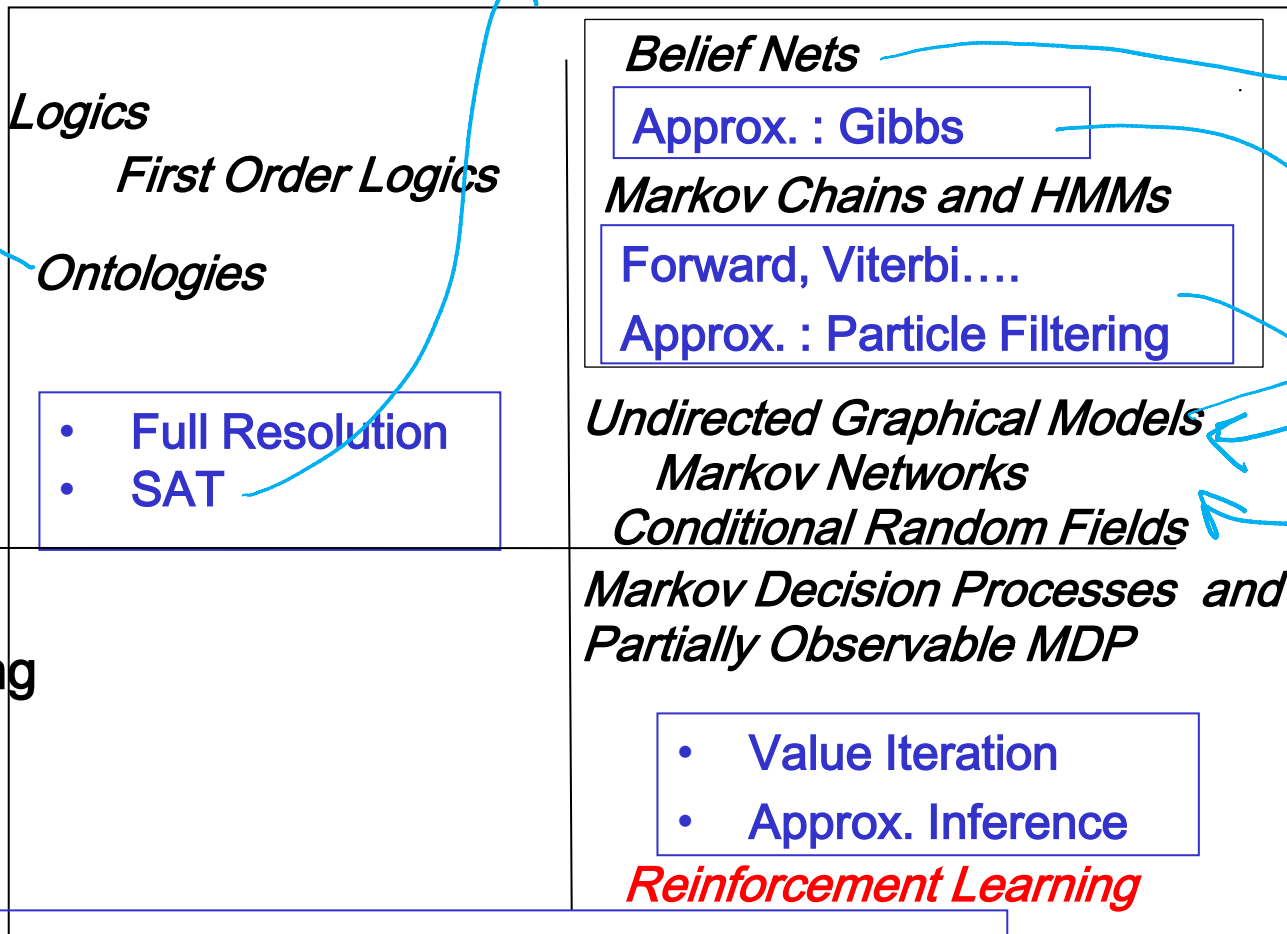 Logics
First Order Logics
Ontologies
• Full Resolution
• SAT
Belief Nets
Approx. : Gibbs
Markov Chains and HMMs
Forward, Viterbi....
Approx. : Particle Filtering
Undirected Graphical Models
Markov Networks
Conditional Random Fields
Markov Decision Processes and
Partially Observable MDP
• Value Iteration
• Approx. Inference
Reinforcement Learning